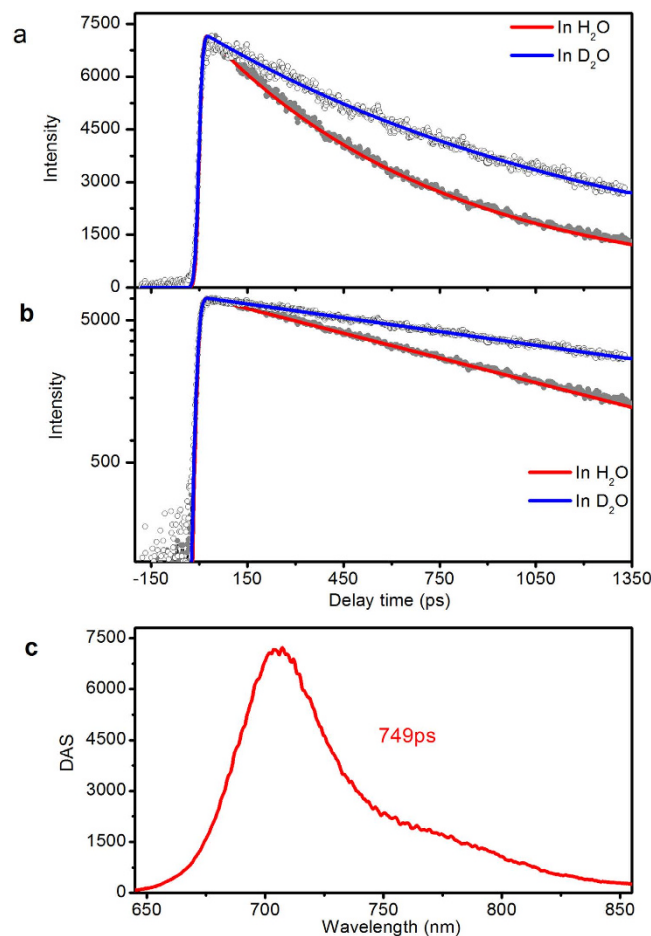 a
7500
6000
4500
3000
1500
0
Intensity
In H₂O
In D₂O
b
5000
500
Intensity
In H₂O
In D₂O
-150 150 450 750 1050 1350
Delay time (ps)
c
7500
6000
4500
3000
1500
0
DAS
749ps
650 700 750 800 850
Wavelength (nm)